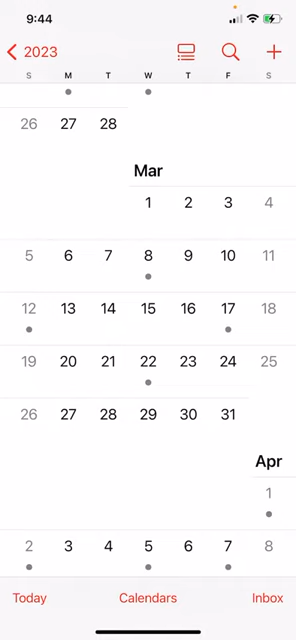 9:44
2023
S M T W T F S
26 27 28
Mar
1 2 3 4
5 6 7 8 9 10 11
12 13 14 15 16 17 18
19 20 21 22 23 24 25
26 27 28 29 30 31
Apr
1
2 3 4 5 6 7 8
Today Calendars Inbox